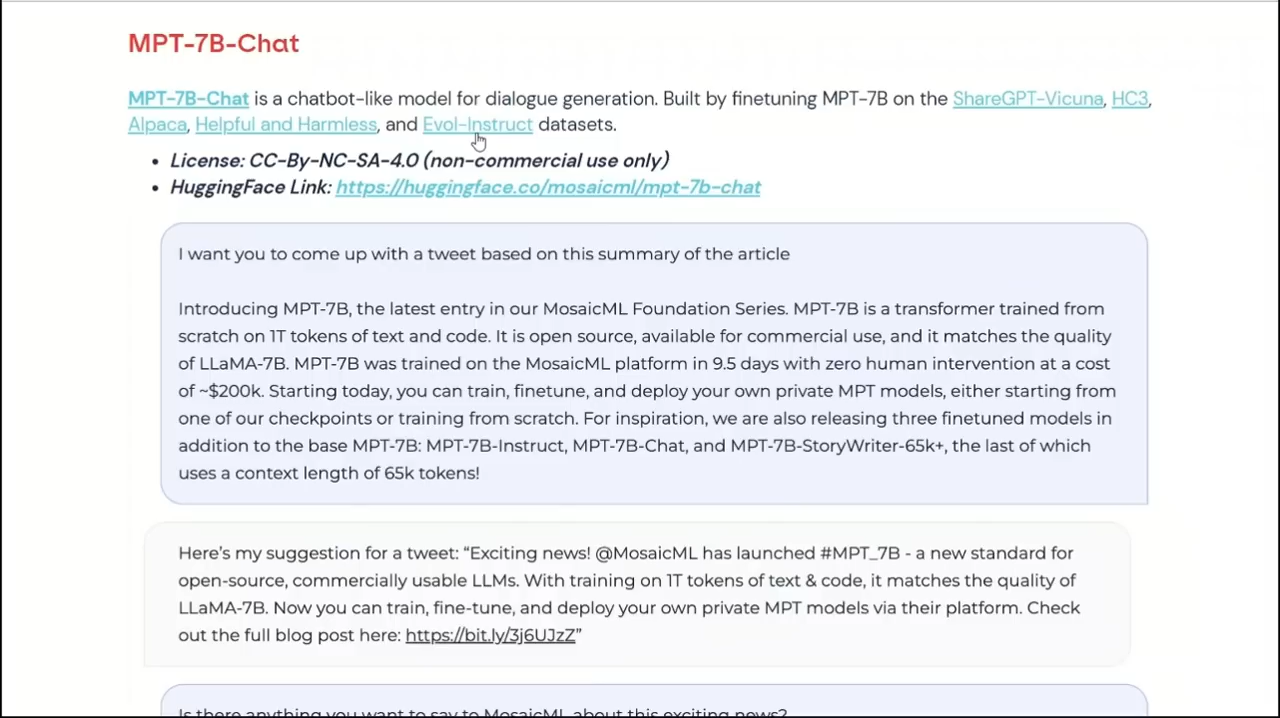 MPT-7B-Chat
MPT-7B-Chat is a chatbot-like model for dialogue generation. Built by finetuning MPT-7B on the ShareGPT-Vicuna, HC3,
Alpaca, Helpful and Harmless, and Evol-Instruct datasets.
• License: CC-By-NC-SA-4.0 (non-commercial use only)
• HuggingFace Link: https://huggingface.co/mosaicml/mpt-7b-chat
I want you to come up with a tweet based on this summary of the article
Introducing MPT-7B, the latest entry in our MosaicML Foundation Series. MPT-7B is a transformer trained from
scratch on 1T tokens of text and code. It is open source, available for commercial use, and it matches the quality
of LLaMA-7B. MPT-7B was trained on the MosaicML platform in 9.5 days with zero human intervention at a cost
of ~$200k. Starting today, you can train, finetune, and deploy your own private MPT models, either starting from
one of our checkpoints or training from scratch. For inspiration, we are also releasing three finetuned models in
addition to the base MPT-7B: MPT-7B-Instruct, MPT-7B-Chat, and MPT-7B-StoryWriter-65k+, the last of which
uses a context length of 65k tokens!
Here’s my suggestion for a tweet: “Exciting news! @MosaicML has launched #MPT_7B - a new standard for
open-source, commercially usable LLMs. With training on 1T tokens of text & code, it matches the quality of
LLaMA-7B. Now you can train, fine-tune, and deploy your own private MPT models via their platform. Check
out the full blog post here: https://bit.ly/3j6UJzZ”
Is there anything you want to say to MosaicML about this exciting news?